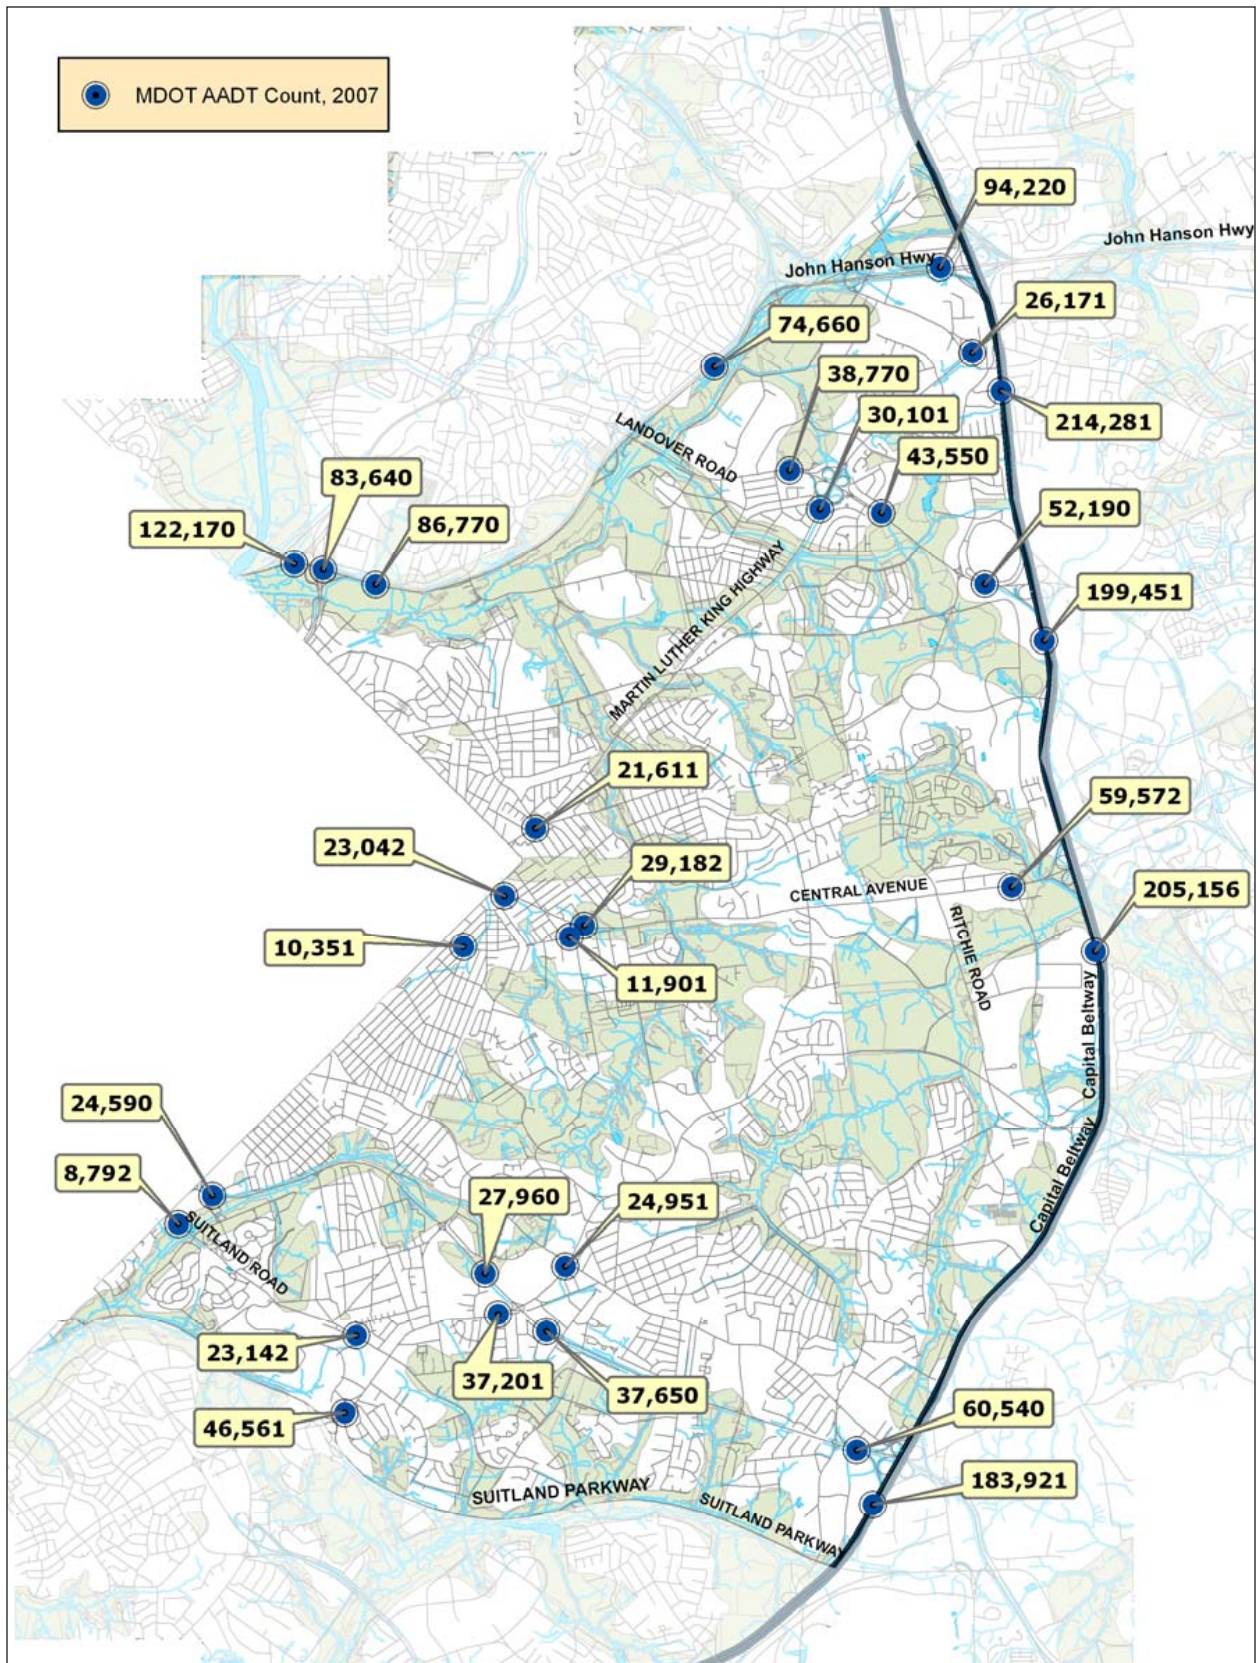 MDOT AADT Count, 2007
94,220
John Hanson Hwy
John Hanson Hwy
26,171
74,660
38,770
30,101
214,281
LANDOVER ROAD
43,550
83,640
52,190
122,170
86,770
199,451
MARTIN LUTHER KING HIGHWAY
21,611
59,572
23,042
29,182
CENTRAL AVENUE
205,156
10,351
RITCHIE ROAD
11,901
Capital Beltway
24,590
8,792
Capital Beltway
27,960
24,951
SUITLAND ROAD
23,142
37,201
37,650
60,540
46,561
183,921
SUITLAND PARKWAY
SUITLAND PARKWAY